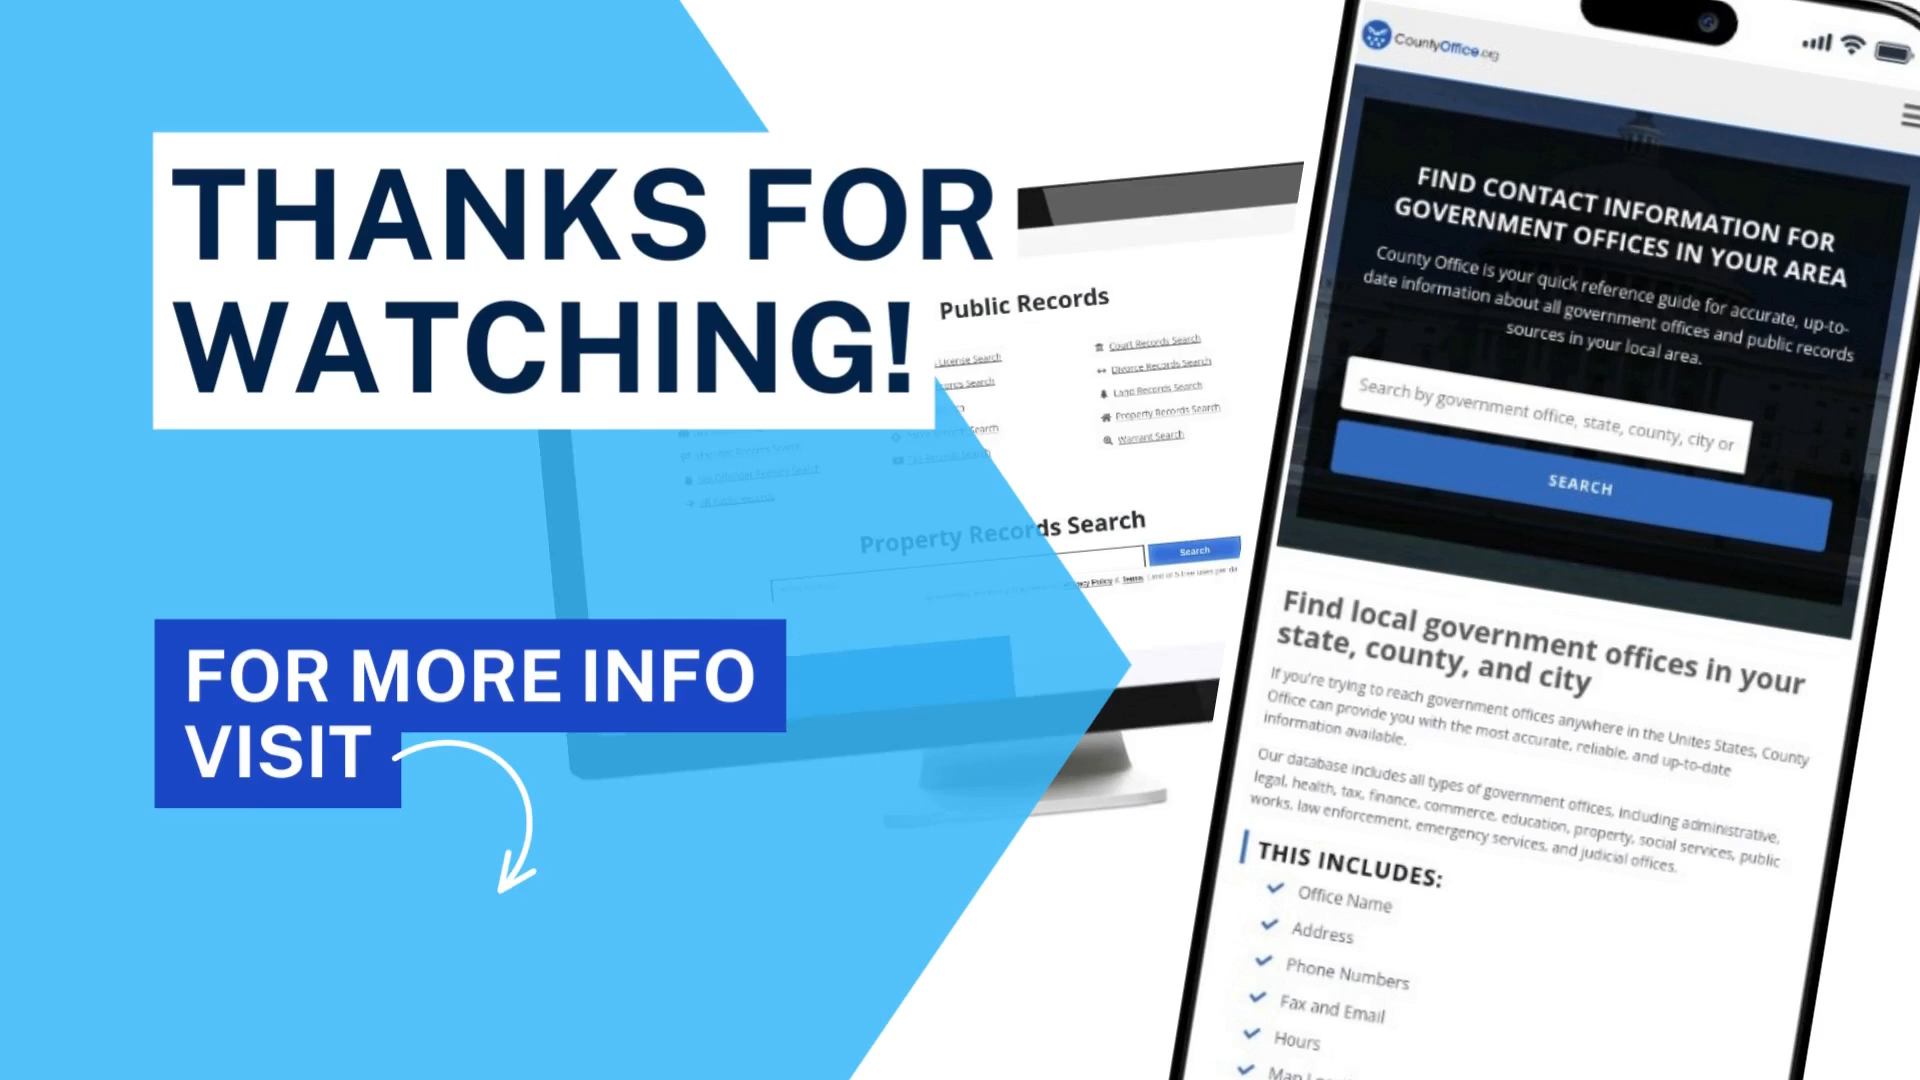 THANKS FOR
WATCHING!
FOR MORE INFO
VISIT
Public Records
License Search
Search
Search
Court Records Search
Divorce Records Search
Land Records Search
Property Records Search
Warrant Search
Property Records Search
Search
Policy & Terms
CountyOffice.org
FIND CONTACT INFORMATION FOR
GOVERNMENT OFFICES IN YOUR AREA
County Office is your quick reference guide for accurate, up-to-
date information about all government offices and public records
sources in your local area.
Search by government office, state, county, city or
SEARCH
Find local government offices in your
state, county, and city
If you're trying to reach government offices anywhere in the Unites States, County
Office can provide you with the most accurate, reliable, and up-to-date
information available.
Our database includes all types of government offices, including administrative,
legal, health, tax, finance, commerce, education, property, social services, public
works, law enforcement, emergency services, and judicial offices.
THIS INCLUDES:
Office Name
Address
Phone Numbers
Fax and Email
Hours
Map